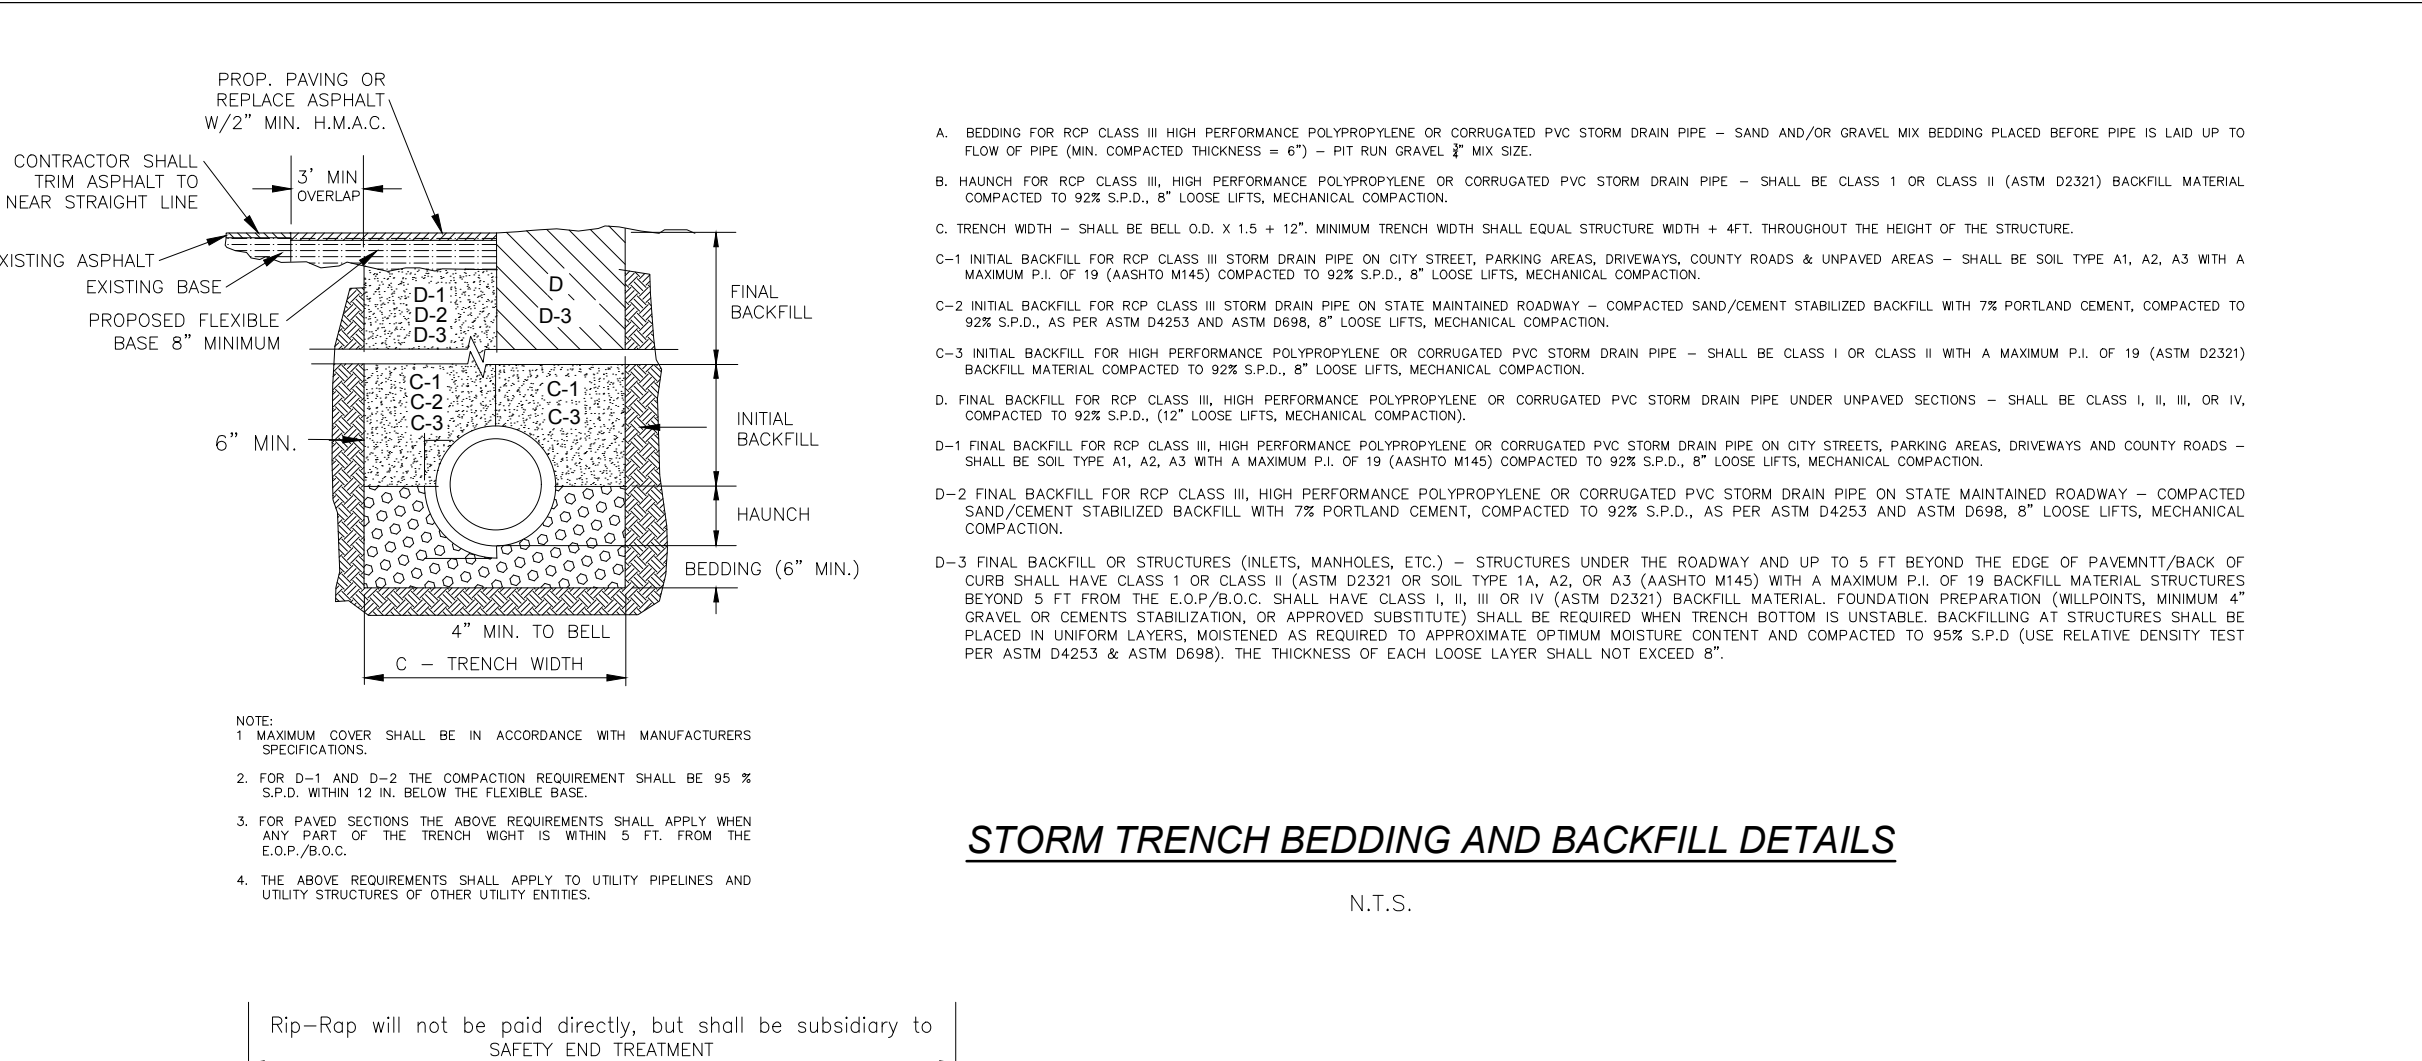 PROP. PAVING OR
REPLACE ASPHALT
W/2" MIN. H.M.A.C.
CONTRACTOR SHALL
TRIM ASPHALT TO
NEAR STRAIGHT LINE
3' MIN
OVERLAP
XISTING ASPHALT
EXISTING BASE
PROPOSED FLEXIBLE
BASE 8" MINIMUM
D-1
D-2
D-3
D
D-3
FINAL
BACKFILL
C-1
C-2
C-3
C-1
C-3
INITIAL
BACKFILL
6" MIN.
HAUNCH
BEDDING (6" MIN.)
4" MIN. TO BELL
C – TRENCH WIDTH
NOTE:
1 MAXIMUM COVER SHALL BE IN ACCORDANCE WITH MANUFACTURERS
SPECIFICATIONS.
2. FOR D–1 AND D–2 THE COMPACTION REQUIREMENT SHALL BE 95 %
S.P.D. WITHIN 12 IN. BELOW THE FLEXIBLE BASE.
3. FOR PAVED SECTIONS THE ABOVE REQUIREMENTS SHALL APPLY WHEN
ANY PART OF THE TRENCH WIGHT IS WITHIN 5 FT. FROM THE
E.O.P./B.O.C.
4. THE ABOVE REQUIREMENTS SHALL APPLY TO UTILITY PIPELINES AND
UTILITY STRUCTURES OF OTHER UTILITY ENTITIES.
A. BEDDING FOR RCP CLASS III HIGH PERFORMANCE POLYPROPYLENE OR CORRUGATED PVC STORM DRAIN PIPE – SAND AND/OR GRAVEL MIX BEDDING PLACED BEFORE PIPE IS LAID UP TO
FLOW OF PIPE (MIN. COMPACTED THICKNESS = 6") – PIT RUN GRAVEL MIX SIZE.
B. HAUNCH FOR RCP CLASS III, HIGH PERFORMANCE POLYPROPYLENE OR CORRUGATED PVC STORM DRAIN PIPE – SHALL BE CLASS 1 OR CLASS II (ASTM D2321) BACKFILL MATERIAL
COMPACTED TO 92% S.P.D., 8" LOOSE LIFTS, MECHANICAL COMPACTION.
C. TRENCH WIDTH – SHALL BE BELL O.D. X 1.5 + 12". MINIMUM TRENCH WIDTH SHALL EQUAL STRUCTURE WIDTH + 4FT. THROUGHOUT THE HEIGHT OF THE STRUCTURE.
C–1 INITIAL BACKFILL FOR RCP CLASS III STORM DRAIN PIPE ON CITY STREET, PARKING AREAS, DRIVEWAYS, COUNTY ROADS & UNPAVED AREAS – SHALL BE SOIL TYPE A1, A2, A3 WITH A
MAXIMUM P.I. OF 19 (AASHTO M145) COMPACTED TO 92% S.P.D., 8" LOOSE LIFTS, MECHANICAL COMPACTION.
C–2 INITIAL BACKFILL FOR RCP CLASS III STORM DRAIN PIPE ON STATE MAINTAINED ROADWAY – COMPACTED SAND/CEMENT STABILIZED BACKFILL WITH 7% PORTLAND CEMENT, COMPACTED TO
92% S.P.D., AS PER ASTM D4253 AND ASTM D698, 8" LOOSE LIFTS, MECHANICAL COMPACTION.
C–3 INITIAL BACKFILL FOR HIGH PERFORMANCE POLYPROPYLENE OR CORRUGATED PVC STORM DRAIN PIPE – SHALL BE CLASS I OR CLASS II WITH A MAXIMUM P.I. OF 19 (ASTM D2321)
BACKFILL MATERIAL COMPACTED TO 92% S.P.D., 8" LOOSE LIFTS, MECHANICAL COMPACTION.
D. FINAL BACKFILL FOR RCP CLASS III, HIGH PERFORMANCE POLYPROPYLENE OR CORRUGATED PVC STORM DRAIN PIPE UNDER UNPAVED SECTIONS – SHALL BE CLASS I, II, III, OR IV,
COMPACTED TO 92% S.P.D., (12" LOOSE LIFTS, MECHANICAL COMPACTION).
D–1 FINAL BACKFILL FOR RCP CLASS III, HIGH PERFORMANCE POLYPROPYLENE OR CORRUGATED PVC STORM DRAIN PIPE ON CITY STREETS, PARKING AREAS, DRIVEWAYS AND COUNTY ROADS –
SHALL BE SOIL TYPE A1, A2, A3 WITH A MAXIMUM P.I. OF 19 (AASHTO M145) COMPACTED TO 92% S.P.D., 8" LOOSE LIFTS, MECHANICAL COMPACTION.
D–2 FINAL BACKFILL FOR RCP CLASS III, HIGH PERFORMANCE POLYPROPYLENE OR CORRUGATED PVC STORM DRAIN PIPE ON STATE MAINTAINED ROADWAY – COMPACTED
SAND/CEMENT STABILIZED BACKFILL WITH 7% PORTLAND CEMENT, COMPACTED TO 92% S.P.D., AS PER ASTM D4253 AND ASTM D698, 8" LOOSE LIFTS, MECHANICAL
COMPACTION.
D–3 FINAL BACKFILL OR STRUCTURES (INLETS, MANHOLES, ETC.) – STRUCTURES UNDER THE ROADWAY AND UP TO 5 FT BEYOND THE EDGE OF PAVEMNTT/BACK OF
CURB SHALL HAVE CLASS 1 OR CLASS II (ASTM D2321 OR SOIL TYPE 1A, A2, OR A3 (AASHTO M145) WITH A MAXIMUM P.I. OF 19 BACKFILL MATERIAL STRUCTURES
BEYOND 5 FT FROM THE E.O.P/B.O.C. SHALL HAVE CLASS I, II, III OR IV (ASTM D2321) BACKFILL MATERIAL. FOUNDATION PREPARATION (WILLPOINTS, MINIMUM 4"
GRAVEL OR CEMENTS STABILIZATION, OR APPROVED SUBSTITUTE) SHALL BE REQUIRED WHEN TRENCH BOTTOM IS UNSTABLE. BACKFILLING AT STRUCTURES SHALL BE
PLACED IN UNIFORM LAYERS, MOISTENED AS REQUIRED TO APPROXIMATE OPTIMUM MOISTURE CONTENT AND COMPACTED TO 95% S.P.D (USE RELATIVE DENSITY TEST
PER ASTM D4253 & ASTM D698). THE THICKNESS OF EACH LOOSE LAYER SHALL NOT EXCEED 8".
STORM TRENCH BEDDING AND BACKFILL DETAILS
N.T.S.
Rip–Rap will not be paid directly, but shall be subsidiary to
SAFETY END TREATMENT